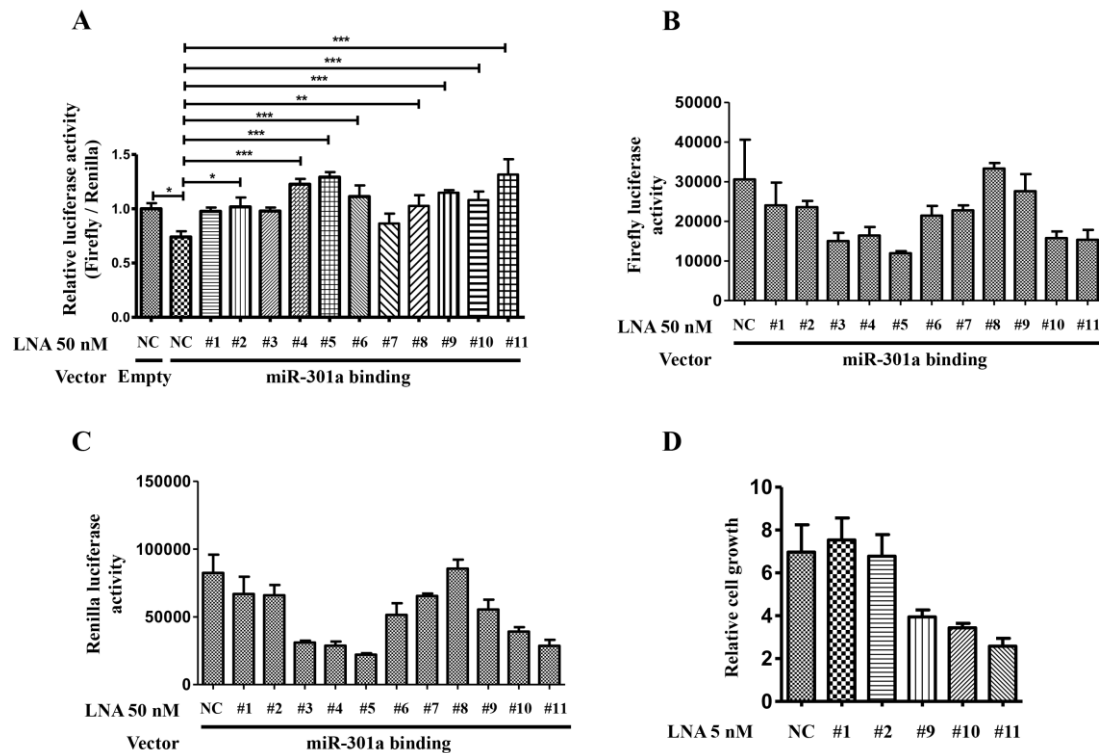 A
***
***
***
**
***
***
***
*
*
Relative luciferase activity
(Firefly / Renilla)
1.5
1.0
0.5
0.0
LNA 50 nM NC NC #1 #2 #3 #4 #5 #6 #7 #8 #9 #10 #11
Vector Empty miR-301a binding
B
Firefly luciferase
activity
50000
40000
30000
20000
10000
0
LNA 50 nM NC #1 #2 #3 #4 #5 #6 #7 #8 #9 #10 #11
Vector miR-301a binding
C
Renilla luciferase
activity
150000
100000
50000
0
LNA 50 nM NC #1 #2 #3 #4 #5 #6 #7 #8 #9 #10 #11
Vector miR-301a binding
D
Relative cell growth
10
8
6
4
2
0
LNA 5 nM NC #1 #2 #9 #10 #11